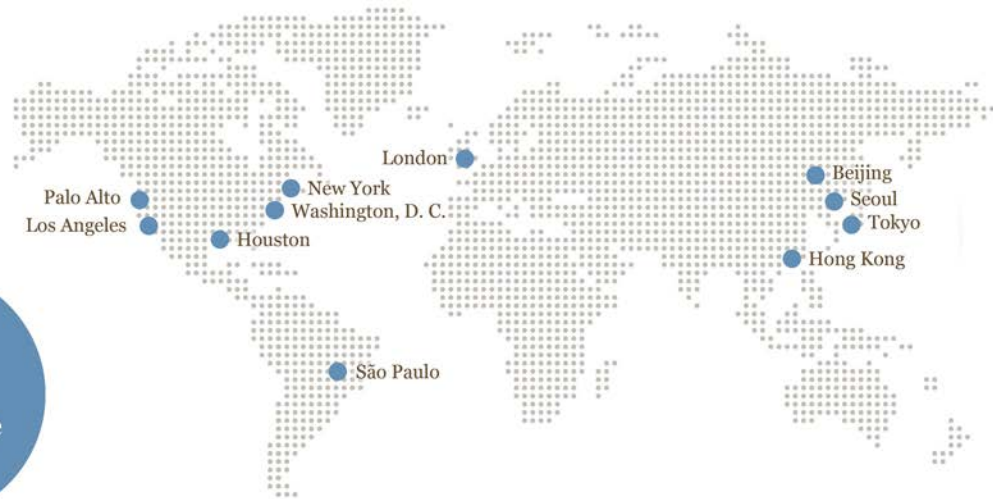 London
Beijing
New York
Palo Alto
Seoul
Washington, D. C.
Los Angeles
Tokyo
Houston
Hong Kong
São Paulo